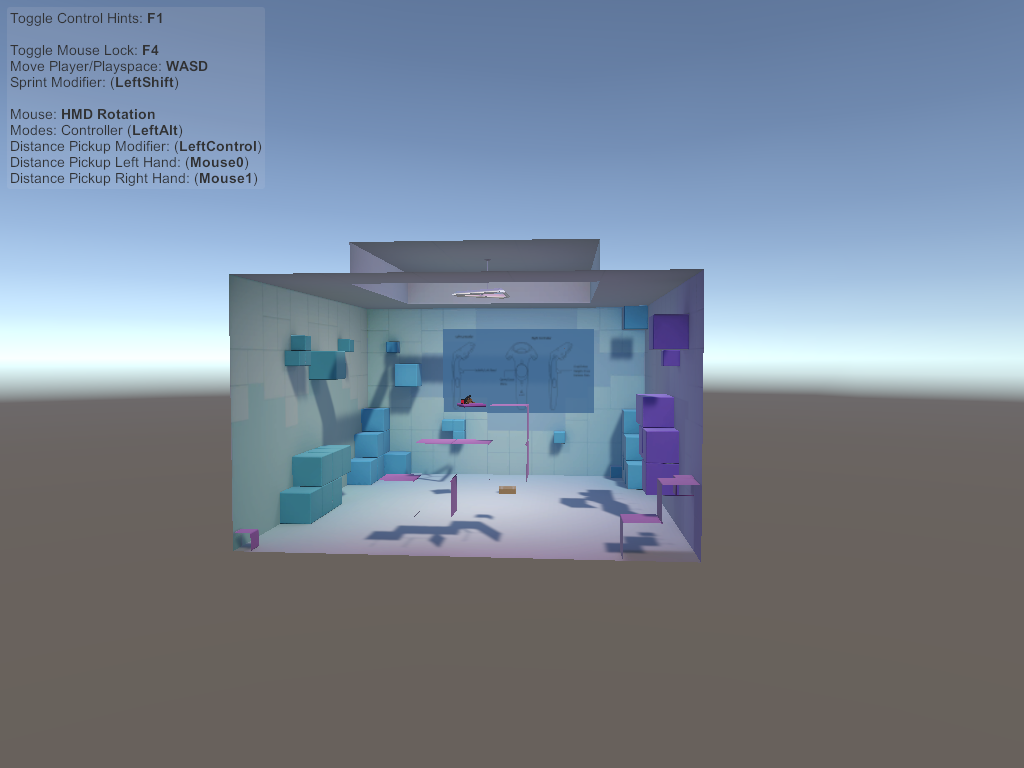 Toggle Control Hints: F1
Toggle Mouse Lock: F4
Move Player/Playspace: WASD
Sprint Modifier: (LeftShift)
Mouse: HMD Rotation
Modes: Controller (LeftAlt)
Distance Pickup Modifier: (LeftControl)
Distance Pickup Left Hand: (Mouse0)
Distance Pickup Right Hand: (Mouse1)